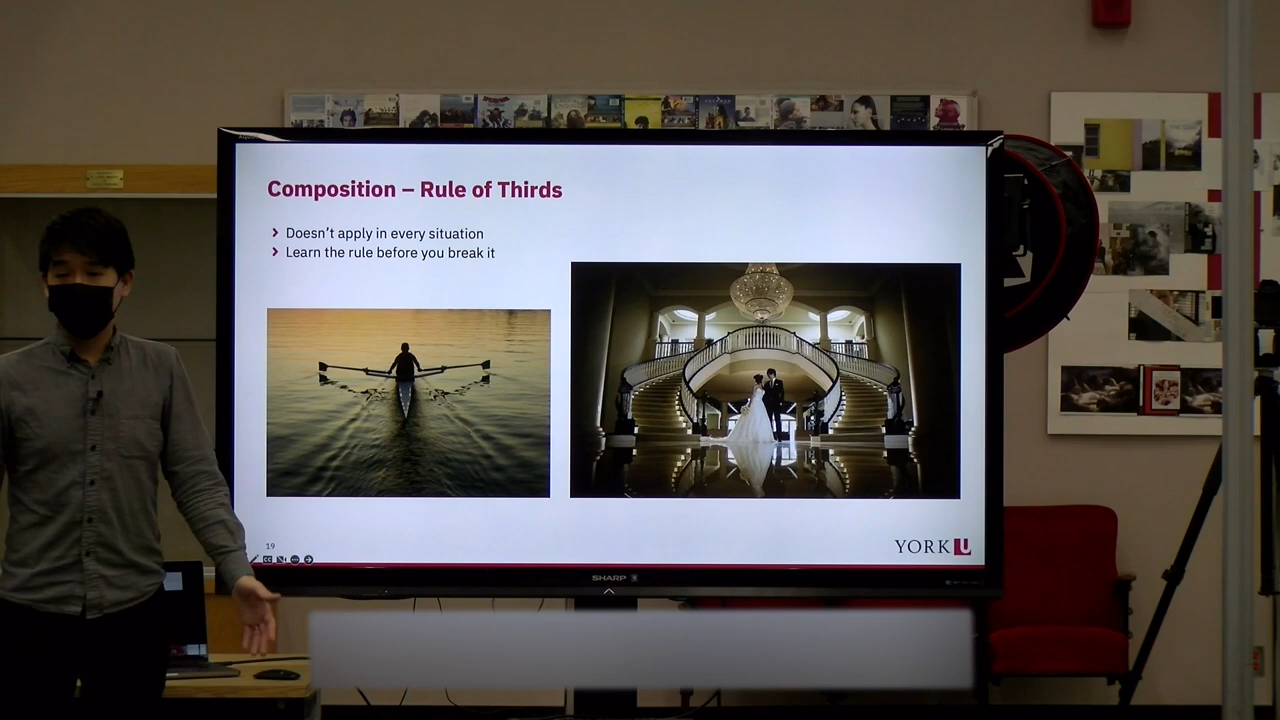 Composition – Rule of Thirds
Doesn't apply in every situation
Learn the rule before you break it
19
YORK U
SHARP